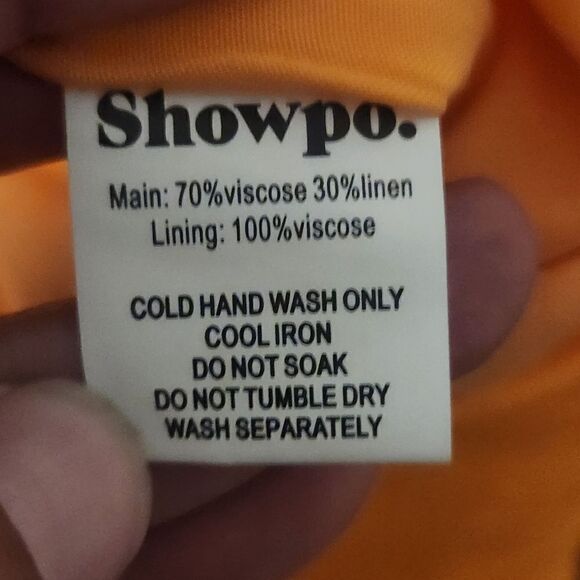 Showpo.
Main: 70%viscose 30%linen
Lining: 100%viscose
COLD HAND WASH ONLY
COOL IRON
DO NOT SOAK
DO NOT TUMBLE DRY
WASH SEPARATELY